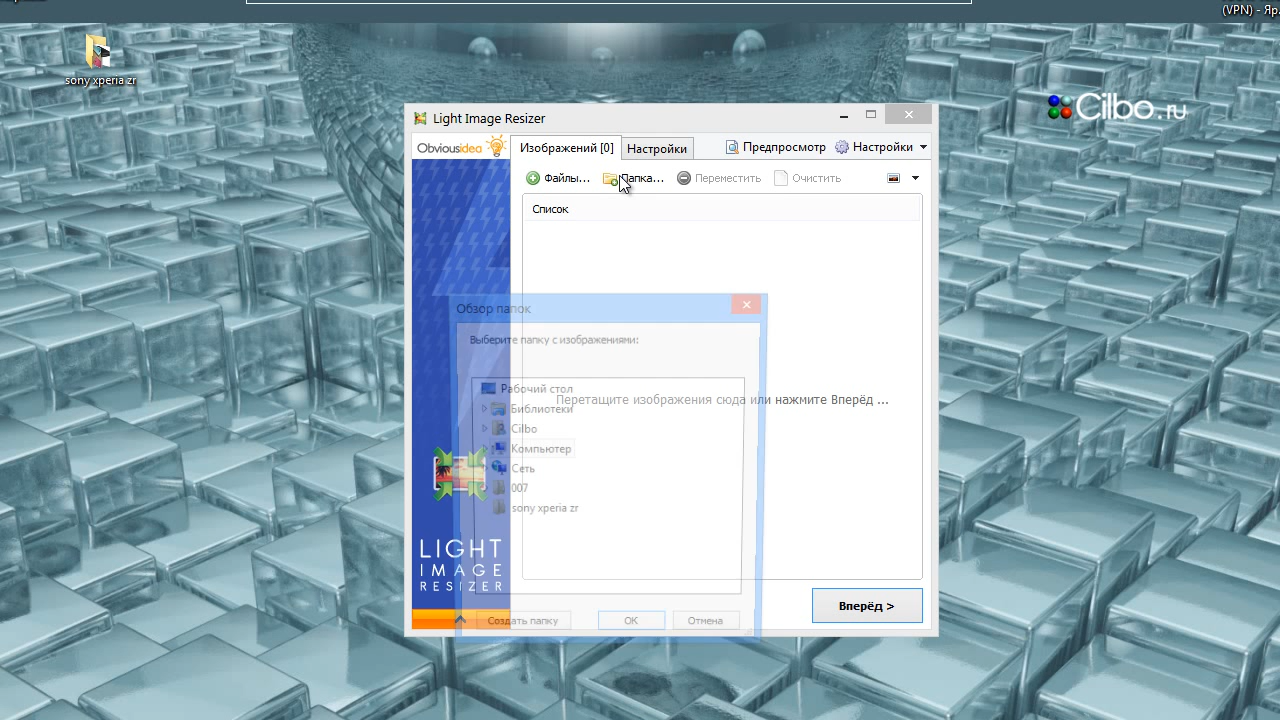 (VPN) - Яр.
sony xperia zr
Cilbo.ru
Light Image Resizer
Obviousidea
Изображений [0]
Настройки
Предпросмотр
Настройки
Файлы...
Папка...
Переместить
Очистить
Список
Обзор папок
Выберите папку с изображениями:
Рабочий стол
Перетащите изображения сюда или нажмите Вперёд ...
Библиотеки
Cilbo
Компьютер
Сеть
007
sony xperia zr
LIGHT
IMAGE
RESIZER
Вперёд >
Создать папку
OK
Отмена